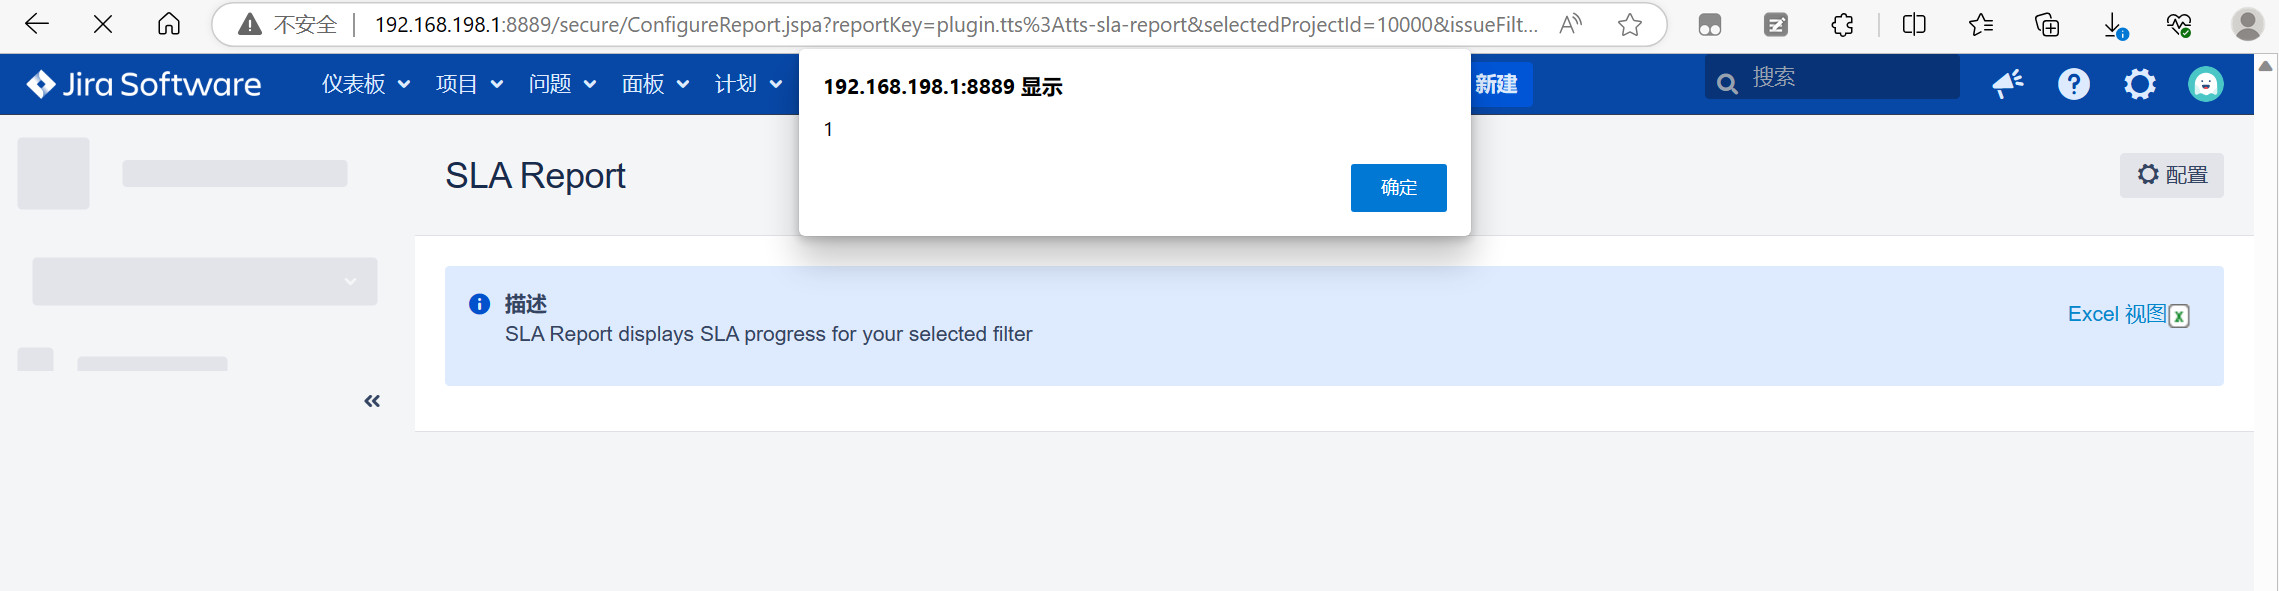 不安全 192.168.198.1:8889/secure/ConfigureReport.jspa?reportKey=plugin.tts%3Atts-sla-report&selectedProjectId=10000&issueFilt...
Jira Software 仪表板 项目 问题 面板 计划 新建 搜索
192.168.198.1:8889 显示
1
确定
SLA Report
配置
描述
SLA Report displays SLA progress for your selected filter
Excel 视图